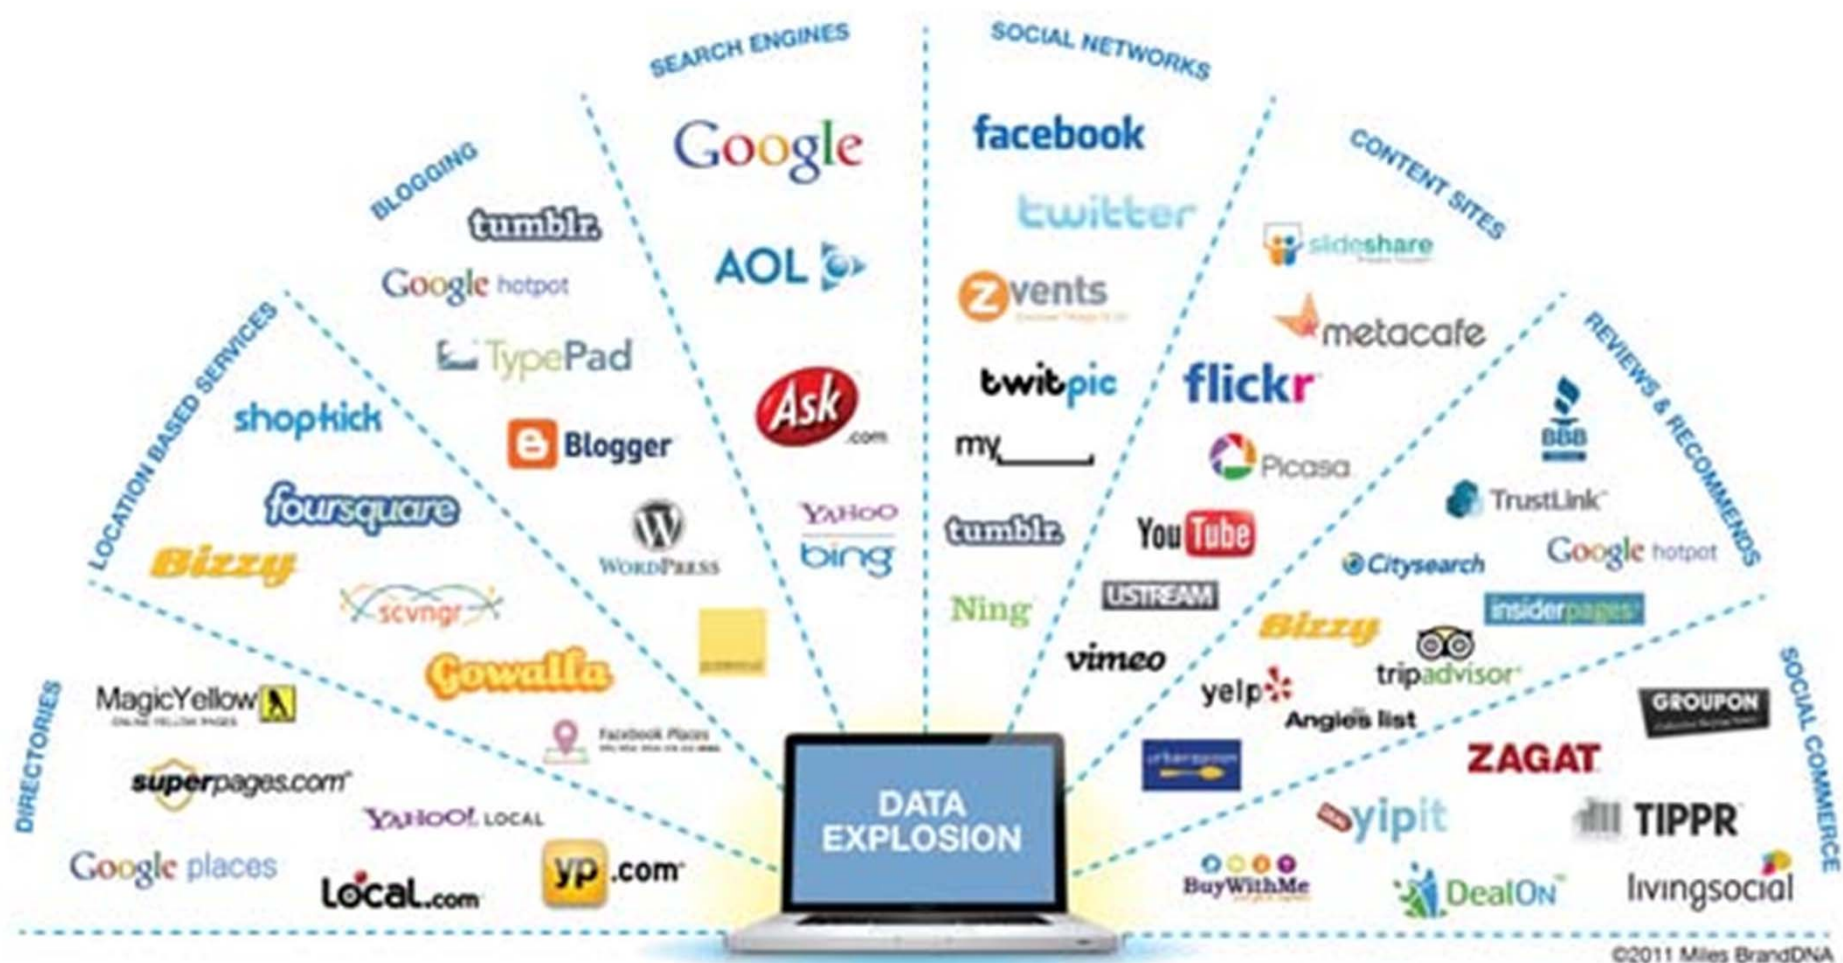 SEARCH ENGINES
SOCIAL NETWORKS
BLOGGING
CONTENT SITES
LOCATION BASED SERVICES
REVIEWS & RECOMMENDS
DIRECTORIES
SOCIAL COMMERCE
MagicYellow
superpages.com
YAHOO! LOCAL
Google places
Local.com
yp.com
shopkick
foursquare
Bizzy
scvngr
Gowalla
Facebook Places
tumblr.
Google hotpot
TypePad
Blogger
WORDPRESS
Google
AOL
Ask.com
YAHOO
bing
facebook
twitter
zvents
twitpic
my
tumblr.
Ning
slideshare
metacafe
flickr
Picasa
YouTube
USTREAM
vimeo
BBB
TrustLink
Google hotpot
Citysearch
insiderpages
Bizzy
tripadvisor
yelp
Angie's list
urbanspoon
GROUPON
ZAGAT
yipit
TIPPR
BuyWithMe
DealOn
livingsocial
DATA
EXPLOSION
©2011 Miles BrandDNA